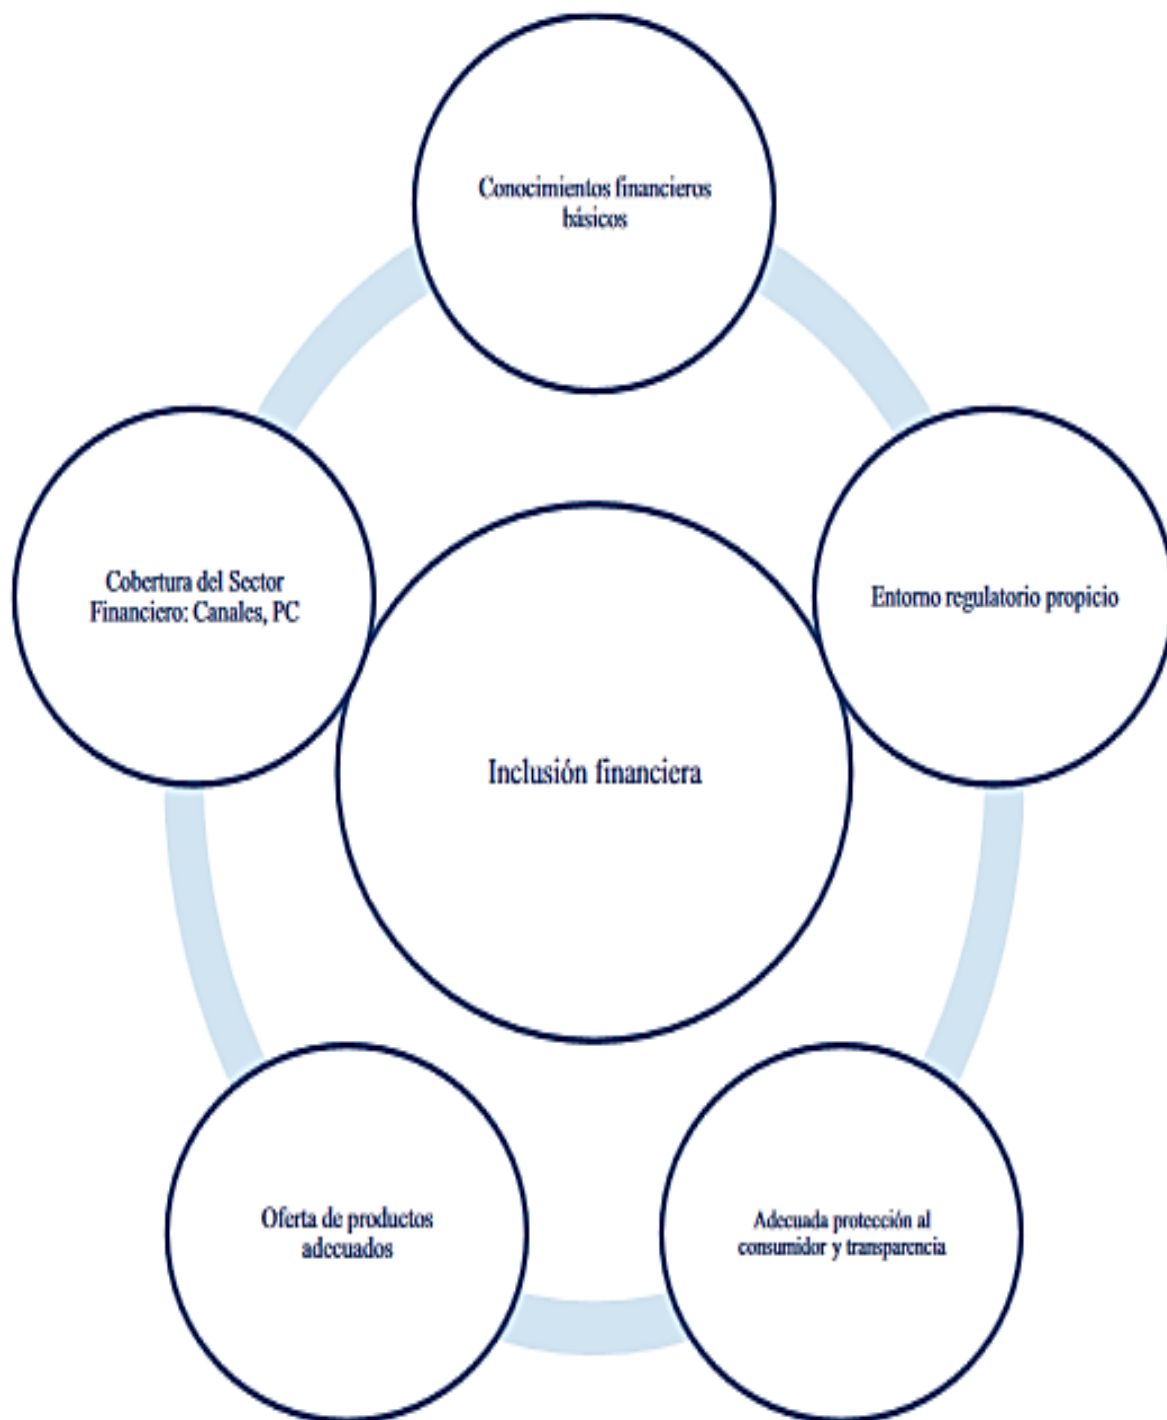 Conocimientos financieros
básicos
Cobertura del Sector
Financiero: Canales, PC
Entorno regulatorio propicio
Inclusión financiera
Oferta de productos
adecuados
Adecuada protección al
consumidor y transparencia